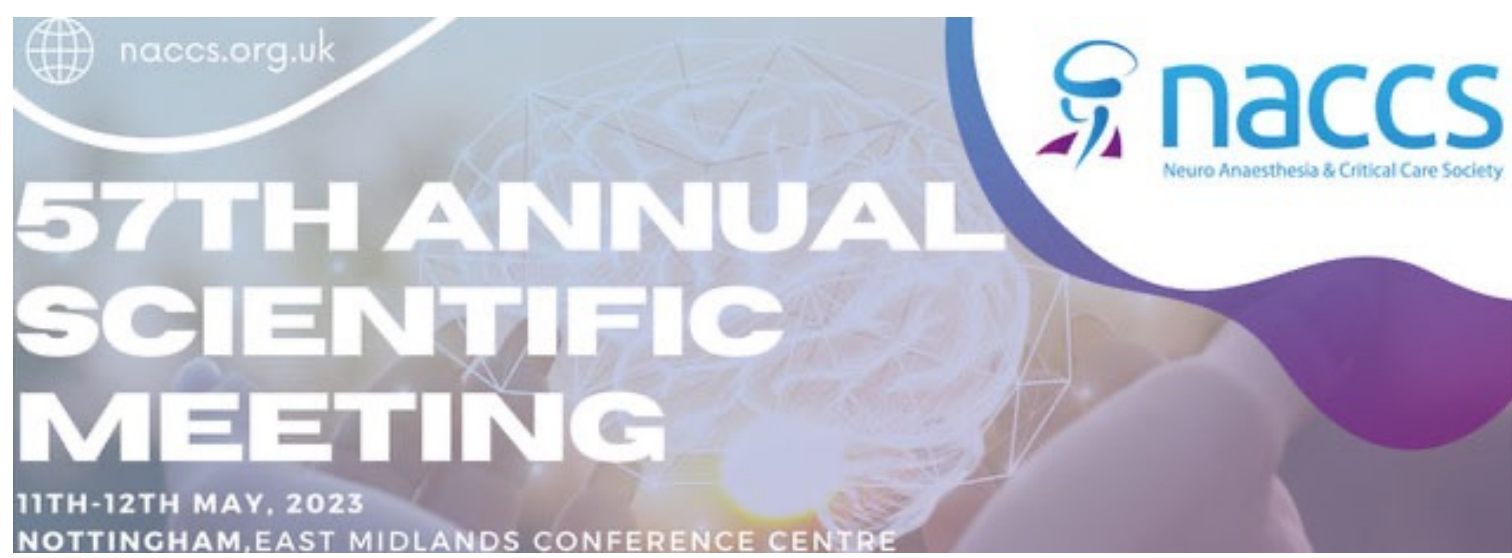 naccs.org.uk
naccs
Neuro Anaesthesia & Critical Care Society
57TH ANNUAL
SCIENTIFIC
MEETING
11TH-12TH MAY, 2023
NOTTINGHAM,EAST MIDLANDS CONFERENCE CENTRE